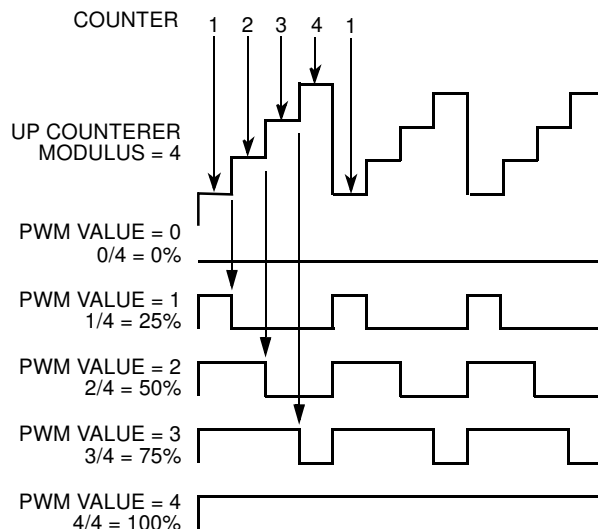 COUNTER 1 2 3 4 1
UP COUNTERER
MODULUS = 4
PWM VALUE = 0
0/4 = 0%
PWM VALUE = 1
1/4 = 25%
PWM VALUE = 2
2/4 = 50%
PWM VALUE = 3
3/4 = 75%
PWM VALUE = 4
4/4 = 100%